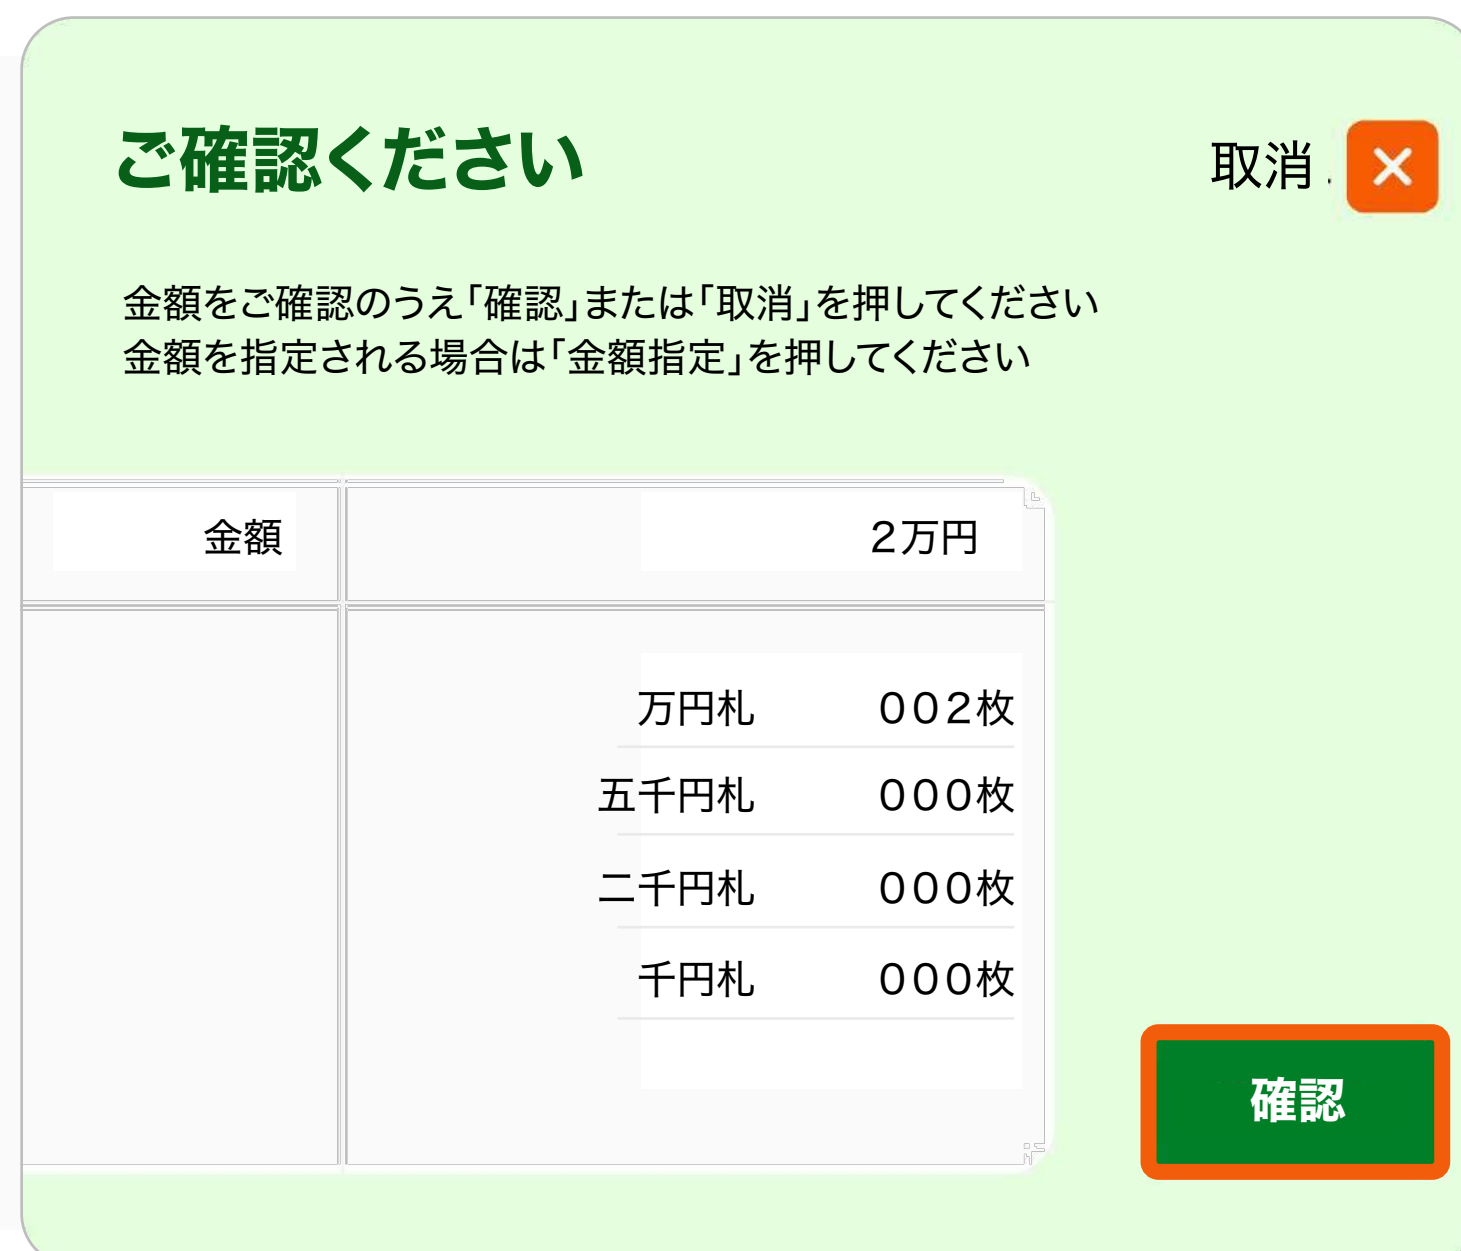 ご確認ください
取消
金額をご確認のうえ「確認」または「取消」を押してください
金額を指定される場合は「金額指定」を押してください
金額 2万円
万円札 002枚
五千円札 000枚
二千円札 000枚
千円札 000枚
確認